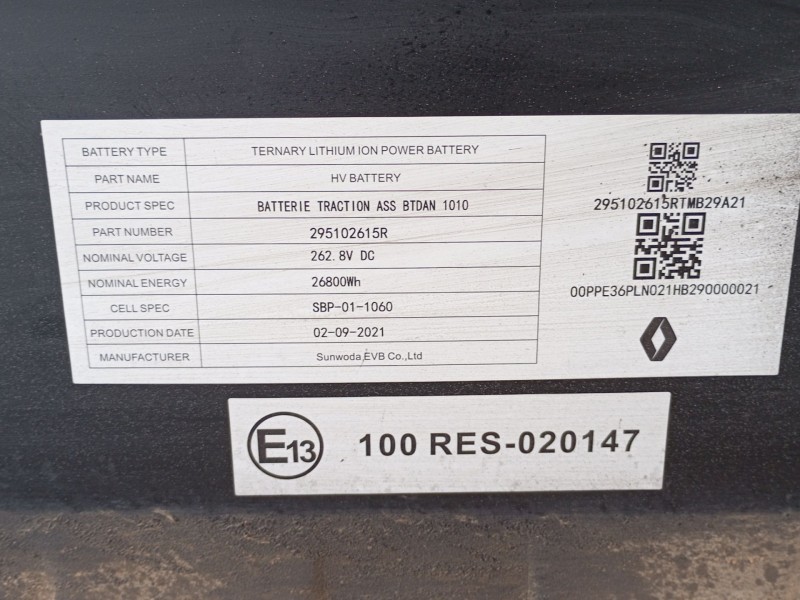 BATTERY TYPE TERNARY LITHIUM ION POWER BATTERY
PART NAME HV BATTERY
PRODUCT SPEC BATTERIE TRACTION ASS BTDAN 1010
PART NUMBER 295102615R
NOMINAL VOLTAGE 262.8V DC
NOMINAL ENERGY 26800Wh
CELL SPEC SBP-01-1060
PRODUCTION DATE 02-09-2021
MANUFACTURER Sunwoda EVB Co.,Ltd
295102615RTMB29A21
00PPE36PLN021HB290000021
E13 100 RES-020147